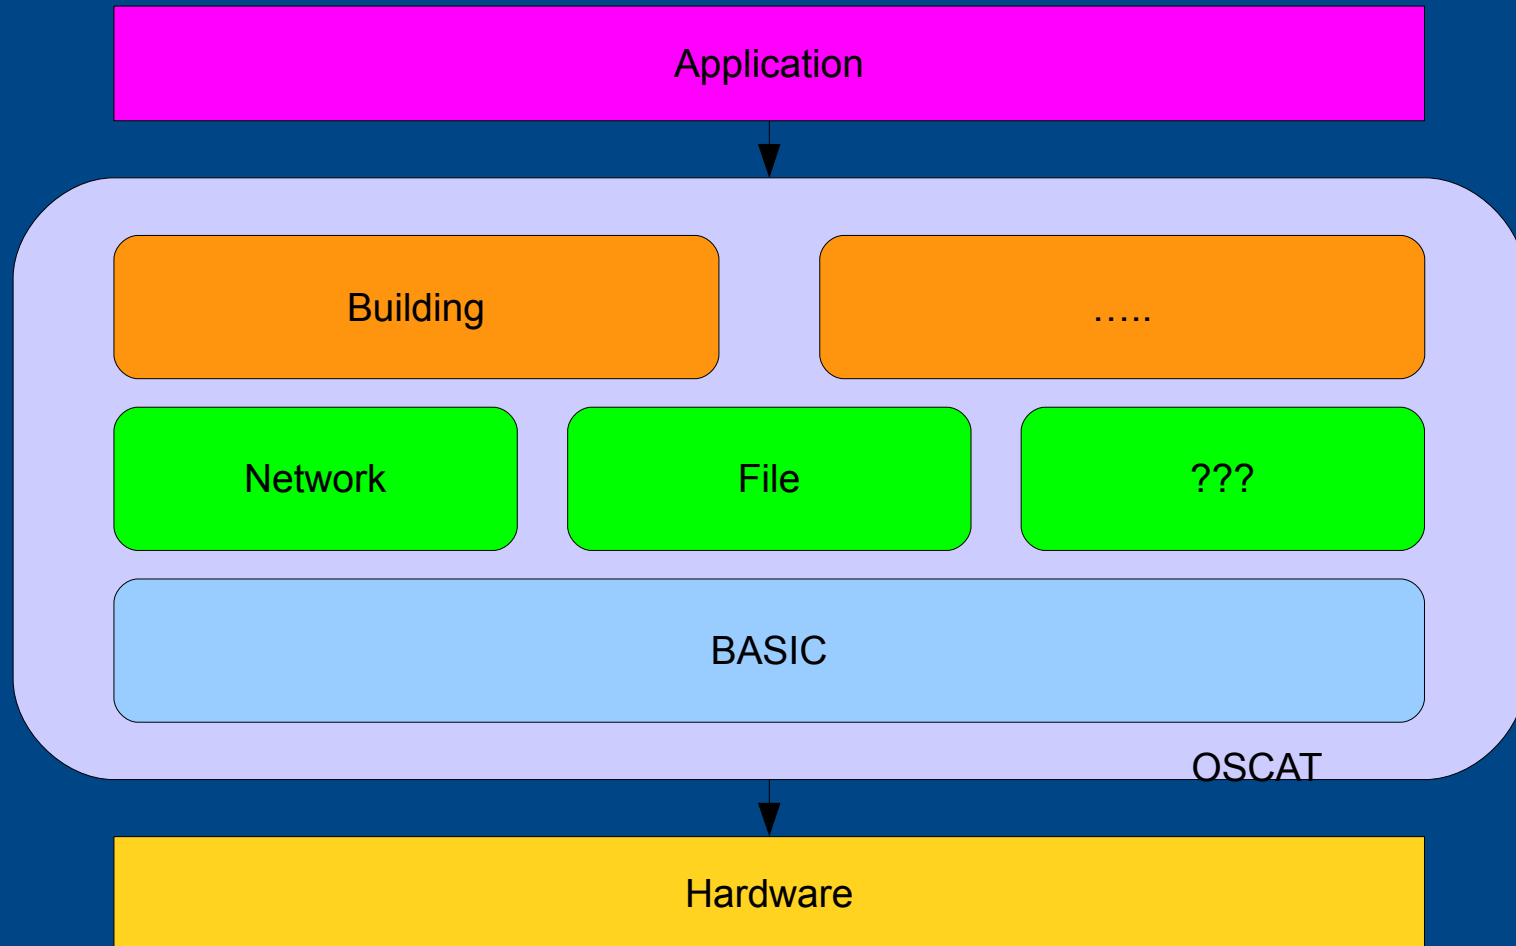 Application
Building
…..
Network
File
???
BASIC
OSCAT
Hardware